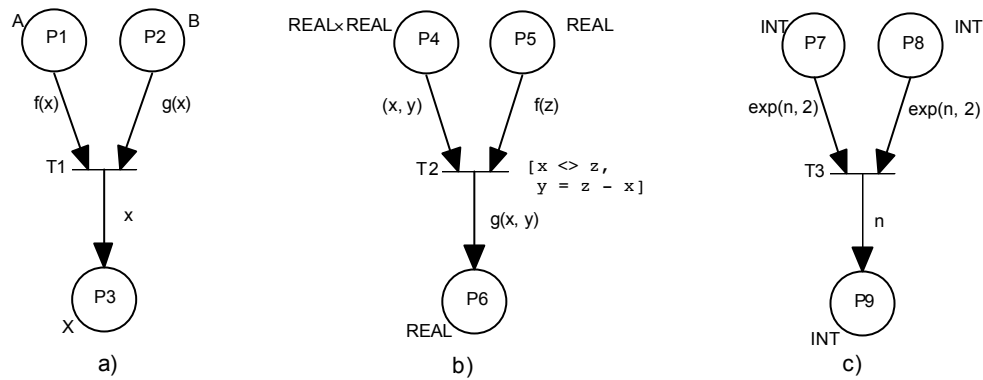 A
P1
P2
B
f(x)
g(x)
T1
x
P3
X
a)
REAL×REAL
P4
P5
REAL
(x, y)
f(z)
T2
[x <> z,
y = z - x]
g(x, y)
P6
REAL
b)
INT
P7
P8
INT
exp(n, 2)
exp(n, 2)
T3
n
P9
INT
c)